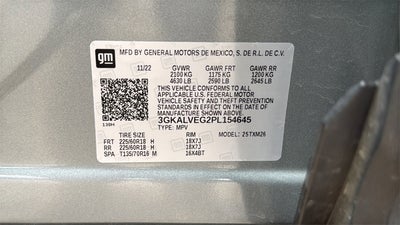 gm
MFD BY GENERAL MOTORS DE MEXICO, S. DE R.L. DE C.V.
11/22 GVWR GAWR FRT GAWR RR
2100 KG 1175 KG 1200 KG
4630 LB 2590 LB 2645 LB
THIS VEHICLE CONFORMS TO ALL
APPLICABLE U.S. FEDERAL MOTOR
VEHICLE SAFETY AND THEFT PREVENTION
STANDARDS IN EFFECT ON THE DATE OF
MANUFACTURE SHOWN ABOVE.
3GKALVEG2PL154645
TYPE: MPV
TIRE SIZE RIM MODEL: 25TXM26
FRT 225/60R18 H 18X7J
RR 225/60R18 H 18X7J
SPA T135/70R16 M 16X4BT